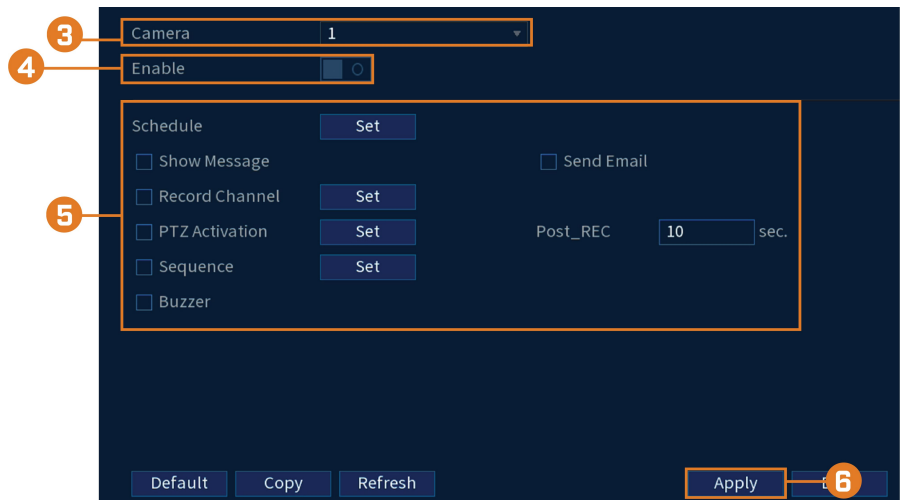 3 Camera 1
4 Enable
Schedule Set
Show Message Send Email
5 Record Channel Set
PTZ Activation Set Post_REC 10 sec.
Sequence Set
Buzzer
Default Copy Refresh Apply 6